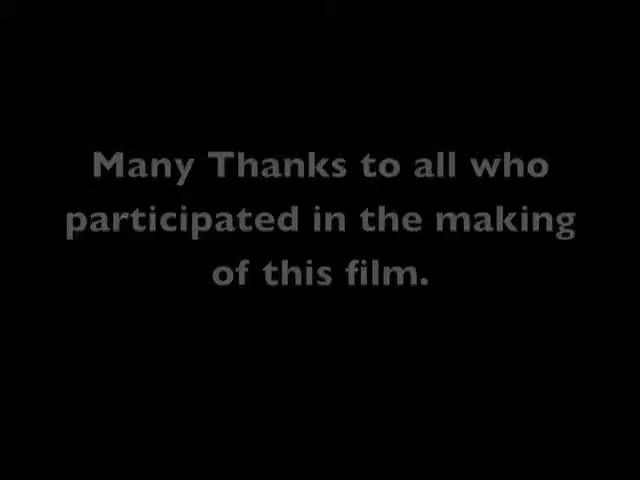 Many Thanks to all who
participated in the making
of this film.